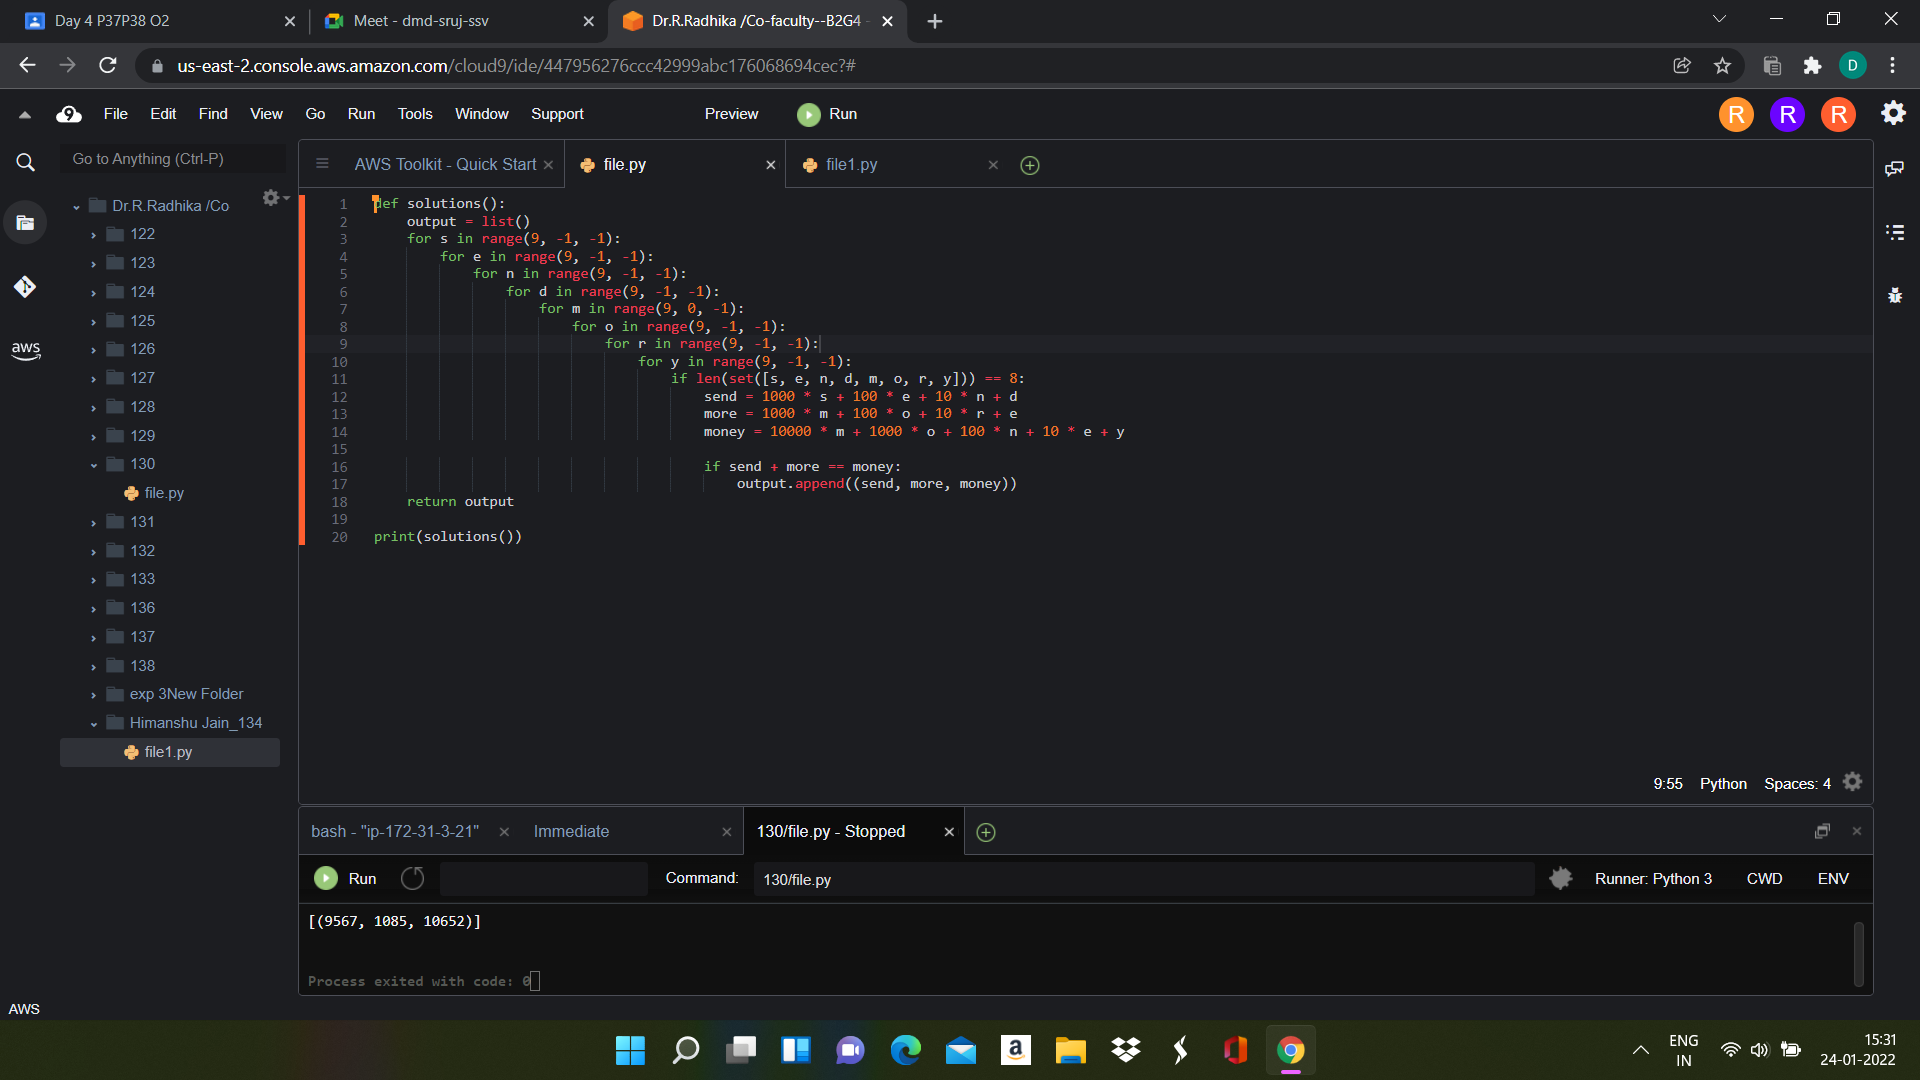 Day 4 P37P38 O2
Meet - dmd-sruj-ssv
Dr.R.Radhika /Co-faculty--B2G4 -
us-east-2.console.aws.amazon.com/cloud9/ide/447956276ccc42999abc176068694cec?#
D
9
File Edit Find View Go Run Tools Window Support Preview Run
R R R
Go to Anything (Ctrl-P)
AWS Toolkit - Quick Start
file.py
file1.py
aws
Dr.R.Radhika /Co
122
123
124
125
126
127
128
129
130
file.py
131
132
133
136
137
138
exp 3New Folder
Himanshu Jain_134
file1.py
1 def solutions():
2     output = list()
3     for s in range(9, -1, -1):
4         for e in range(9, -1, -1):
5             for n in range(9, -1, -1):
6                 for d in range(9, -1, -1):
7                     for m in range(9, 0, -1):
8                         for o in range(9, -1, -1):
9                             for r in range(9, -1, -1):
10                                 for y in range(9, -1, -1):
11                                     if len(set([s, e, n, d, m, o, r, y])) == 8:
12                                         send = 1000 * s + 100 * e + 10 * n + d
13                                         more = 1000 * m + 100 * o + 10 * r + e
14                                         money = 10000 * m + 1000 * o + 100 * n + 10 * e + y
15
16                                         if send + more == money:
17                                             output.append((send, more, money))
18     return output
19
20 print(solutions())
9:55 Python Spaces: 4
bash - "ip-172-31-3-21"
Immediate
130/file.py - Stopped
Run
Command:
130/file.py
Runner: Python 3
CWD
ENV
[(9567, 1085, 10652)]
Process exited with code: 0
AWS
a
ENG
IN
15:31
24-01-2022